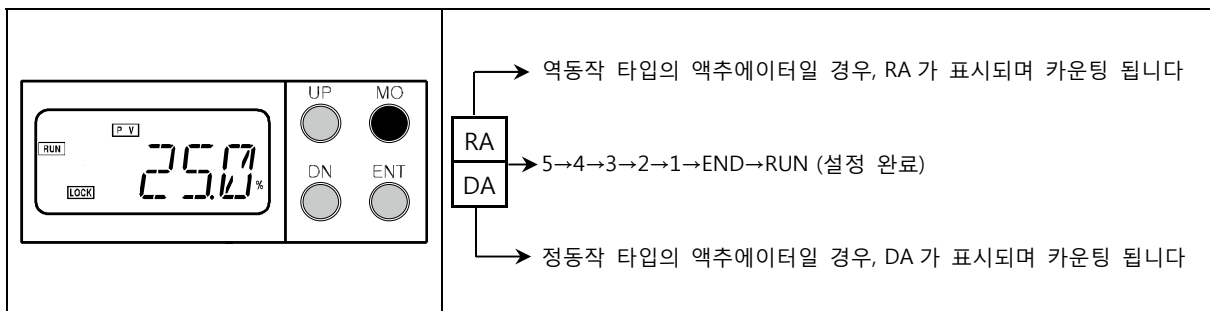 UP MO
P V
RUN
25.0 %
LOCK
DN ENT
역동작 타입의 액추에이터일 경우, RA 가 표시되며 카운팅 됩니다
RA
5→4→3→2→1→END→RUN (설정 완료)
DA
정동작 타입의 액추에이터일 경우, DA 가 표시되며 카운팅 됩니다